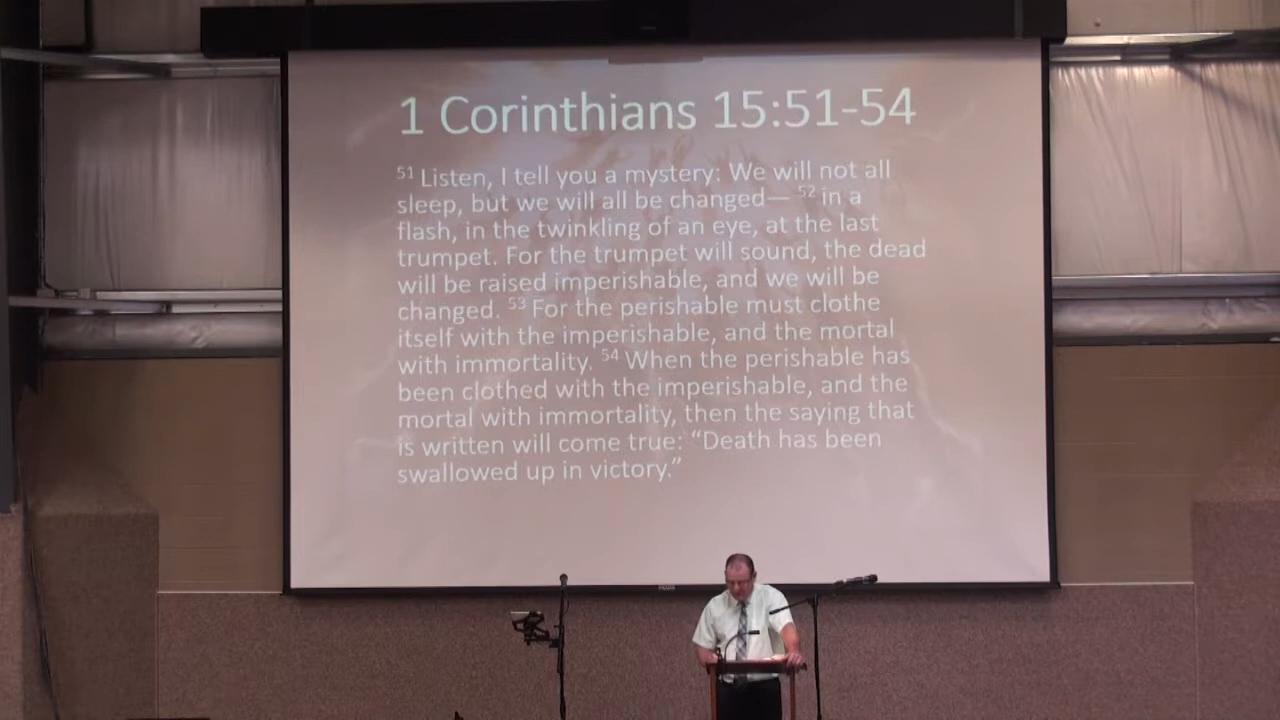 1 Corinthians 15:51-54
51 Listen, I tell you a mystery: We will not all
sleep, but we will all be changed— 52 in a
flash, in the twinkling of an eye, at the last
trumpet. For the trumpet will sound, the dead
will be raised imperishable, and we will be
changed. 53 For the perishable must clothe
itself with the imperishable, and the mortal
with immortality. 54 When the perishable has
been clothed with the imperishable, and the
mortal with immortality, then the saying that
is written will come true: “Death has been
swallowed up in victory.”